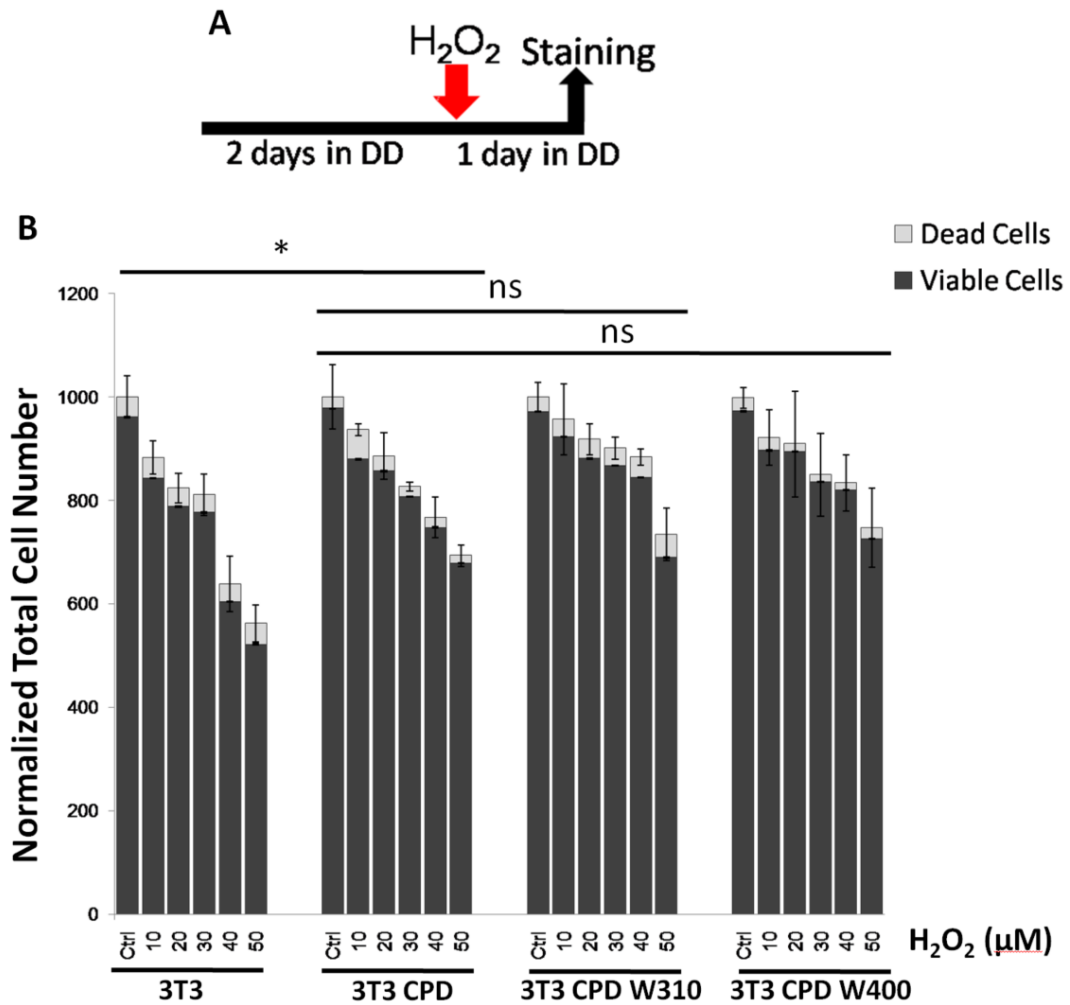 A
H₂O₂ Staining
2 days in DD 1 day in DD
B
Dead Cells
Viable Cells
*
ns
ns
Normalized Total Cell Number
1200
1000
800
600
400
200
0
Ctrl 10 20 30 40 50 Ctrl 10 20 30 40 50 Ctrl 10 20 30 40 50 Ctrl 10 20 30 40 50
H₂O₂ (µM)
3T3 3T3 CPD 3T3 CPD W310 3T3 CPD W400